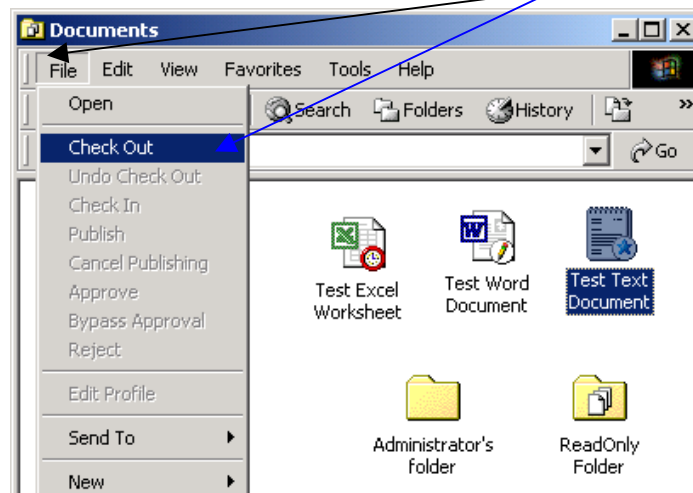 Documents
File Edit View Favorites Tools Help
Open
Search Folders History »
Check Out
Go
Undo Check Out
Check In
Publish
Cancel Publishing
Approve
Bypass Approval
Reject
Edit Profile
Send To
New
Test Excel
Worksheet
Test Word
Document
Test Text
Document
Administrator's
folder
ReadOnly
Folder